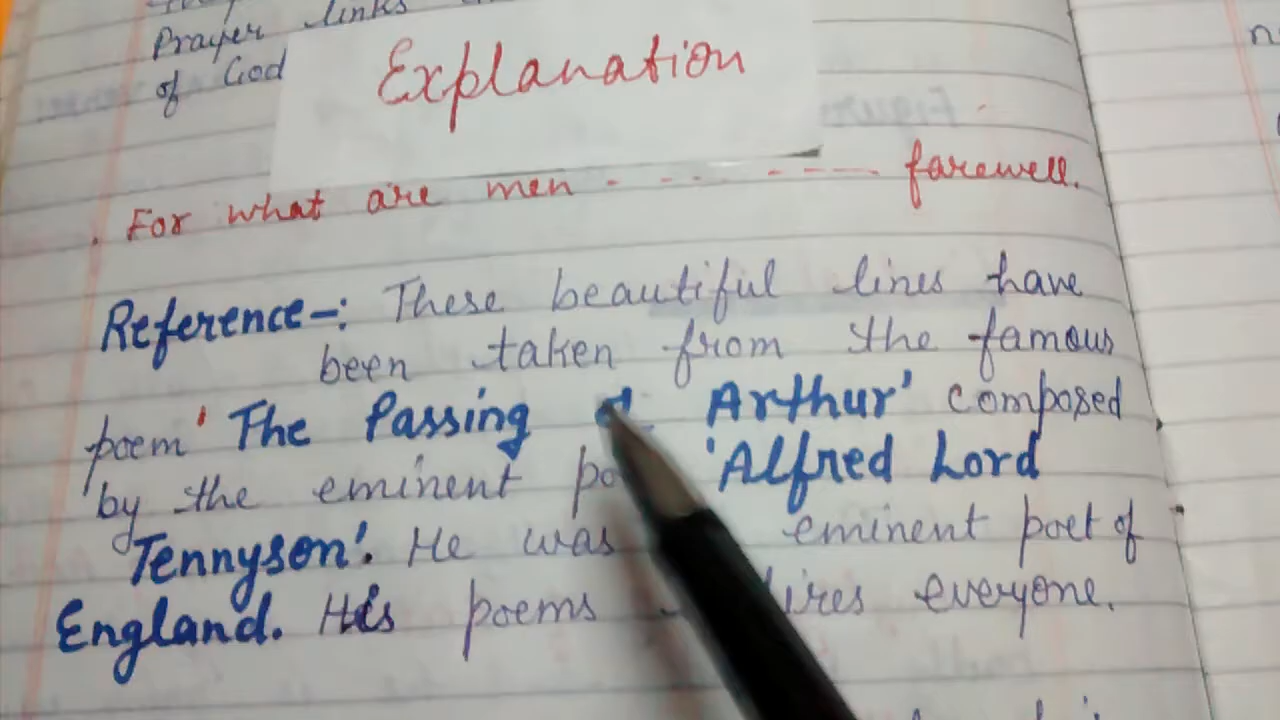 Prayer links
of God
Explanation
. For what are men - - - - - - - - - farewell.
Reference-: These beautiful lines have
been taken from the famous
poem 'The Passing Arthur' composed
by the eminent 'Alfred Lord
Tennyson'. He was eminent poet of
England. His poems everyone.